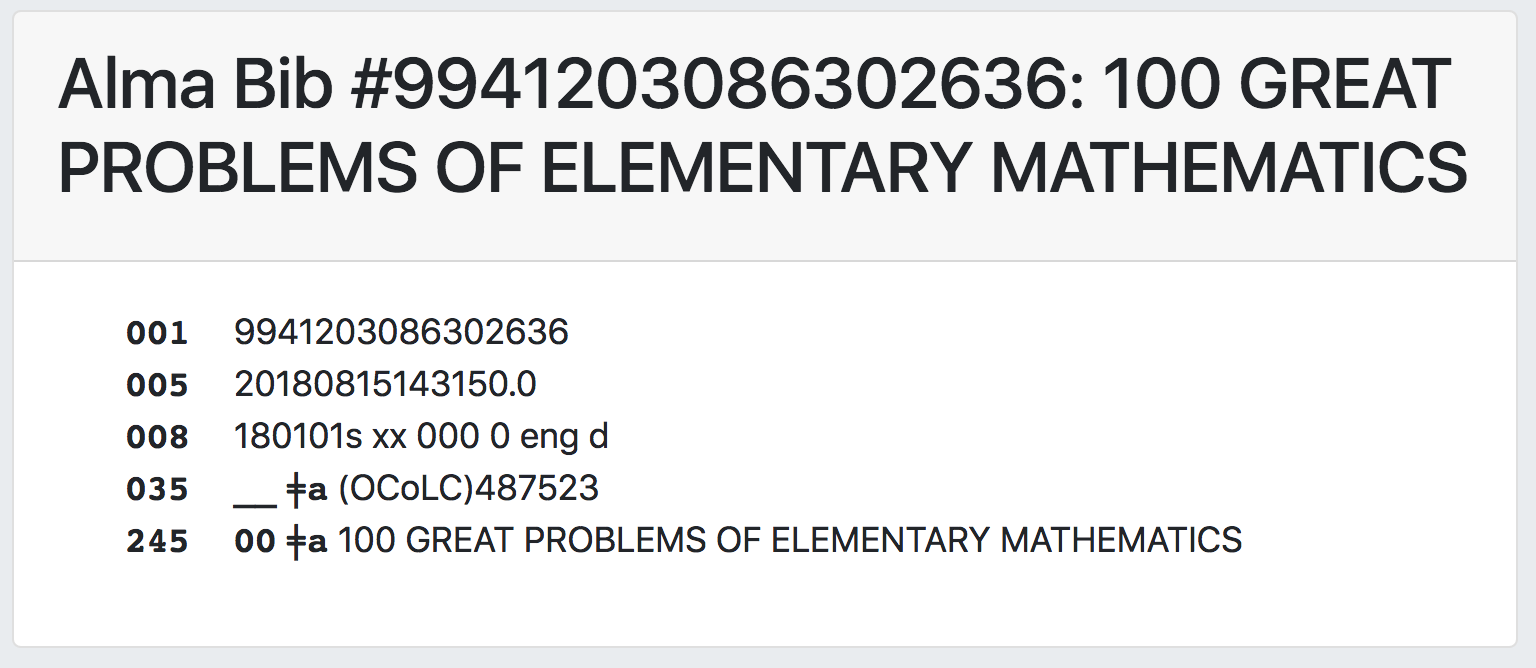 Alma Bib #9941203086302636: 100 GREAT
PROBLEMS OF ELEMENTARY MATHEMATICS
001 9941203086302636
005 20180815143150.0
008 180101s xx 000 0 eng d
035 __ ǂa (OCoLC)487523
245 00 ǂa 100 GREAT PROBLEMS OF ELEMENTARY MATHEMATICS